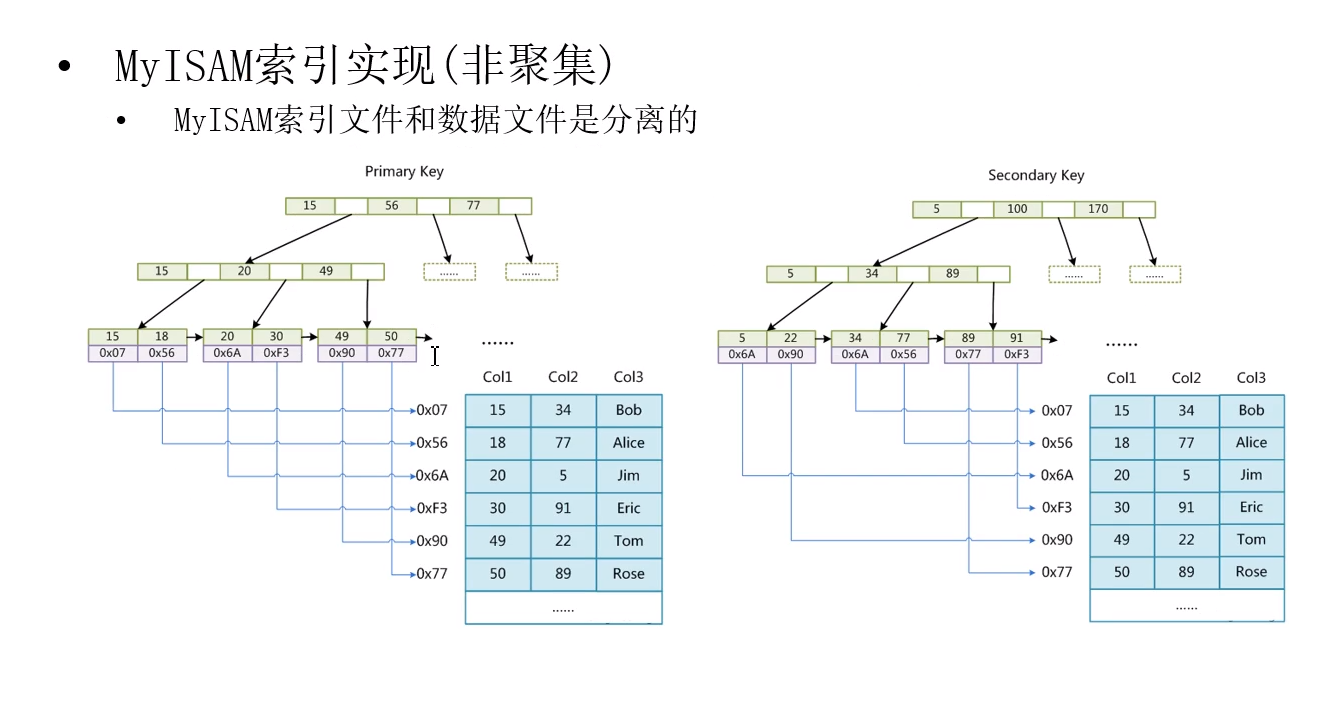 • MyISAM索引实现(非聚集)
• MyISAM索引文件和数据文件是分离的
Primary Key
15 56 77
15 20 49
...... ......
15 18 20 30 49 50
0x07 0x56 0x6A 0xF3 0x90 0x77
......
Col1 Col2 Col3
0x07 15 34 Bob
0x56 18 77 Alice
0x6A 20 5 Jim
0xF3 30 91 Eric
0x90 49 22 Tom
0x77 50 89 Rose
......
Secondary Key
5 100 170
5 34 89
...... ......
5 22 34 77 89 91
0x6A 0x90 0x6A 0x56 0x77 0xF3
......
Col1 Col2 Col3
0x07 15 34 Bob
0x56 18 77 Alice
0x6A 20 5 Jim
0xF3 30 91 Eric
0x90 49 22 Tom
0x77 50 89 Rose
......